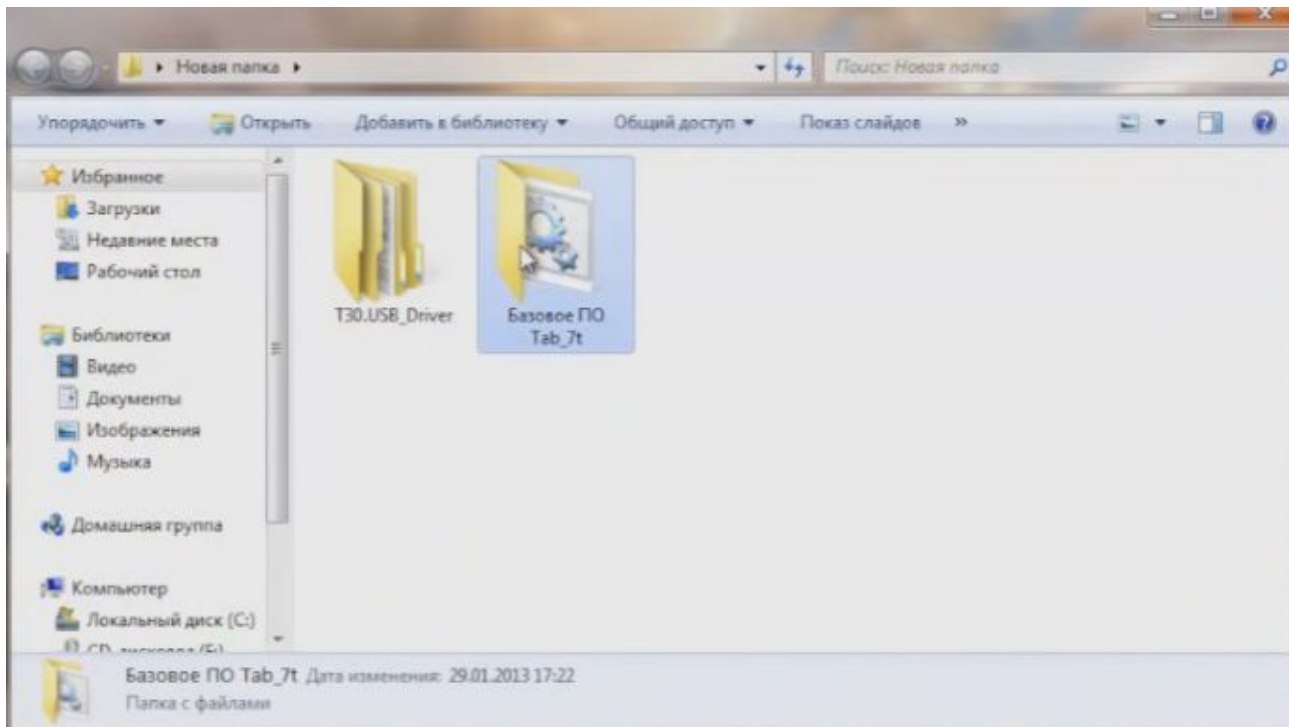 Новая папка
Поиск: Новая папка
Упорядочить Открыть Добавить в библиотеку Общий доступ Показ слайдов »
Избранное
Загрузки
Недавние места
Рабочий стол
Библиотеки
Видео
Документы
Изображения
Музыка
Домашняя группа
Компьютер
Локальный диск (C:)
T30.USB_Driver
Базовое ПО
Tab_7t
Базовое ПО Tab_7t Дата изменения: 29.01.2013 17:22
Папка с файлами